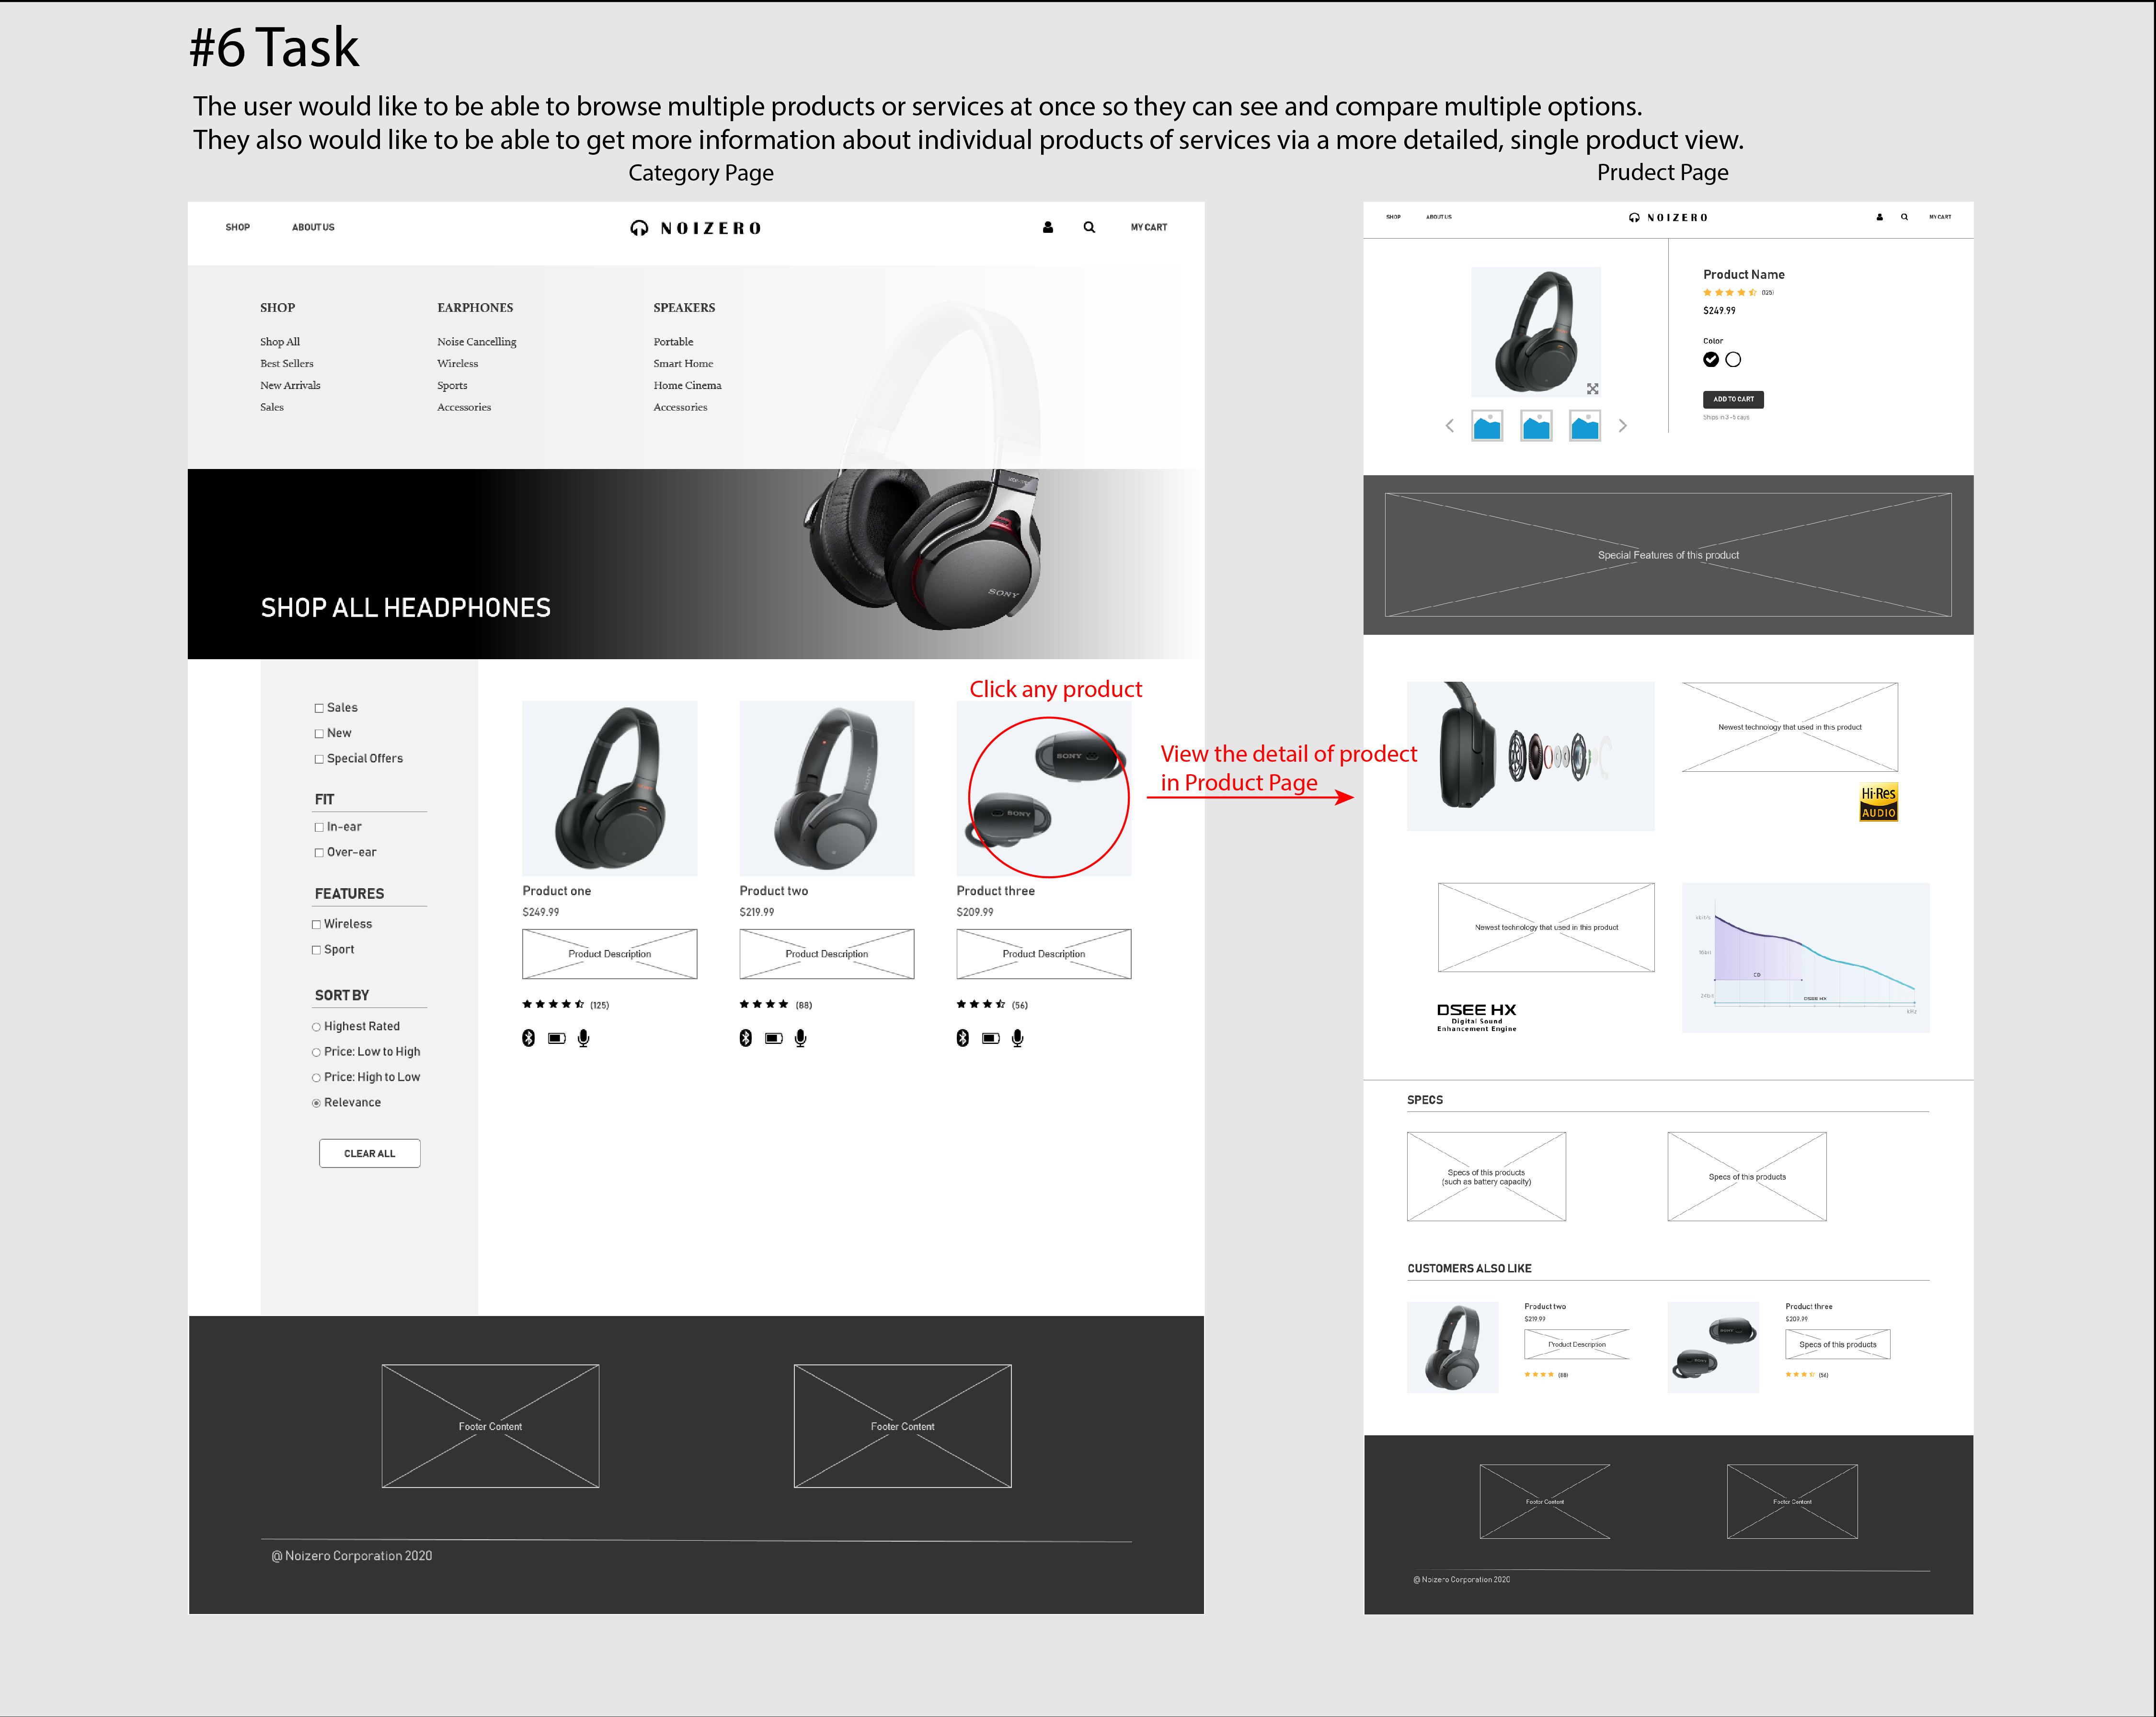 #6 Task
The user would like to be able to browse multiple products or services at once so they can see and compare multiple options.
They also would like to be able to get more information about individual products of services via a more detailed, single product view.
Category Page
SHOP
ABOUT US
NOIZERO
MY CART
SHOP
Shop All
Best Sellers
New Arrivals
Sales
EARPHONES
Noise Cancelling
Wireless
Sports
Accessories
SPEAKERS
Portable
Smart Home
Home Cinema
Accessories
SONY
SHOP ALL HEADPHONES
Sales
New
Special Offers
FIT
In-ear
Over-ear
FEATURES
Wireless
Sport
SORT BY
Highest Rated
Price: Low to High
Price: High to Low
Relevance
CLEAR ALL
Click any product
SONY
SONY
SONY
Product one
$249.99
Product Description
(125)
Product two
$219.99
Product Description
(88)
Product three
$209.99
Product Description
(56)
View the detail of prodect
in Product Page
Footer Content
Footer Content
@ Noizero Corporation 2020
Prudect Page
SHOP
ABOUT US
NOIZERO
MY CART
Product Name
(125)
$249.99
Color
ADD TO CART
Ships in 3-5 days
Special Features of this product
Newest technology that used in this product
Hi-Res
AUDIO
Newest technology that used in this product
DSEE HX
Digital Sound
Enhancement Engine
CD
DSEE HX
kHz
SPECS
Specs of this products
(such as battery capacity)
Specs of this products
CUSTOMERS ALSO LIKE
Product two
$219.99
Product Description
(88)
Product three
$209.99
Specs of this products
(56)
Footer Content
Footer Content
@ Noizero Corporation 2020